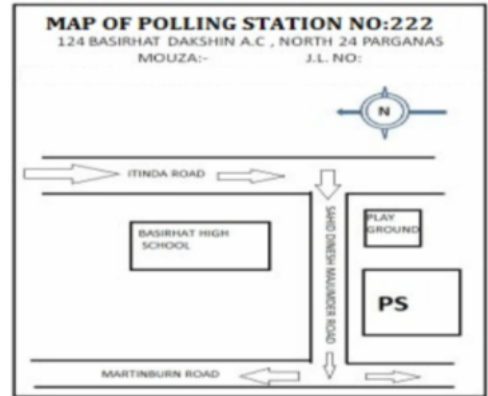 MAP OF POLLING STATION NO:222
124 BASIRHAT DAKSHIN A.C , NORTH 24 PARGANAS
MOUZA:- J.L. NO:
N
ITINDA ROAD
SAHID DINESH MAJUMDER ROAD
PLAY
GROUND
BASIRHAT HIGH
SCHOOL
PS
MARTINBURN ROAD